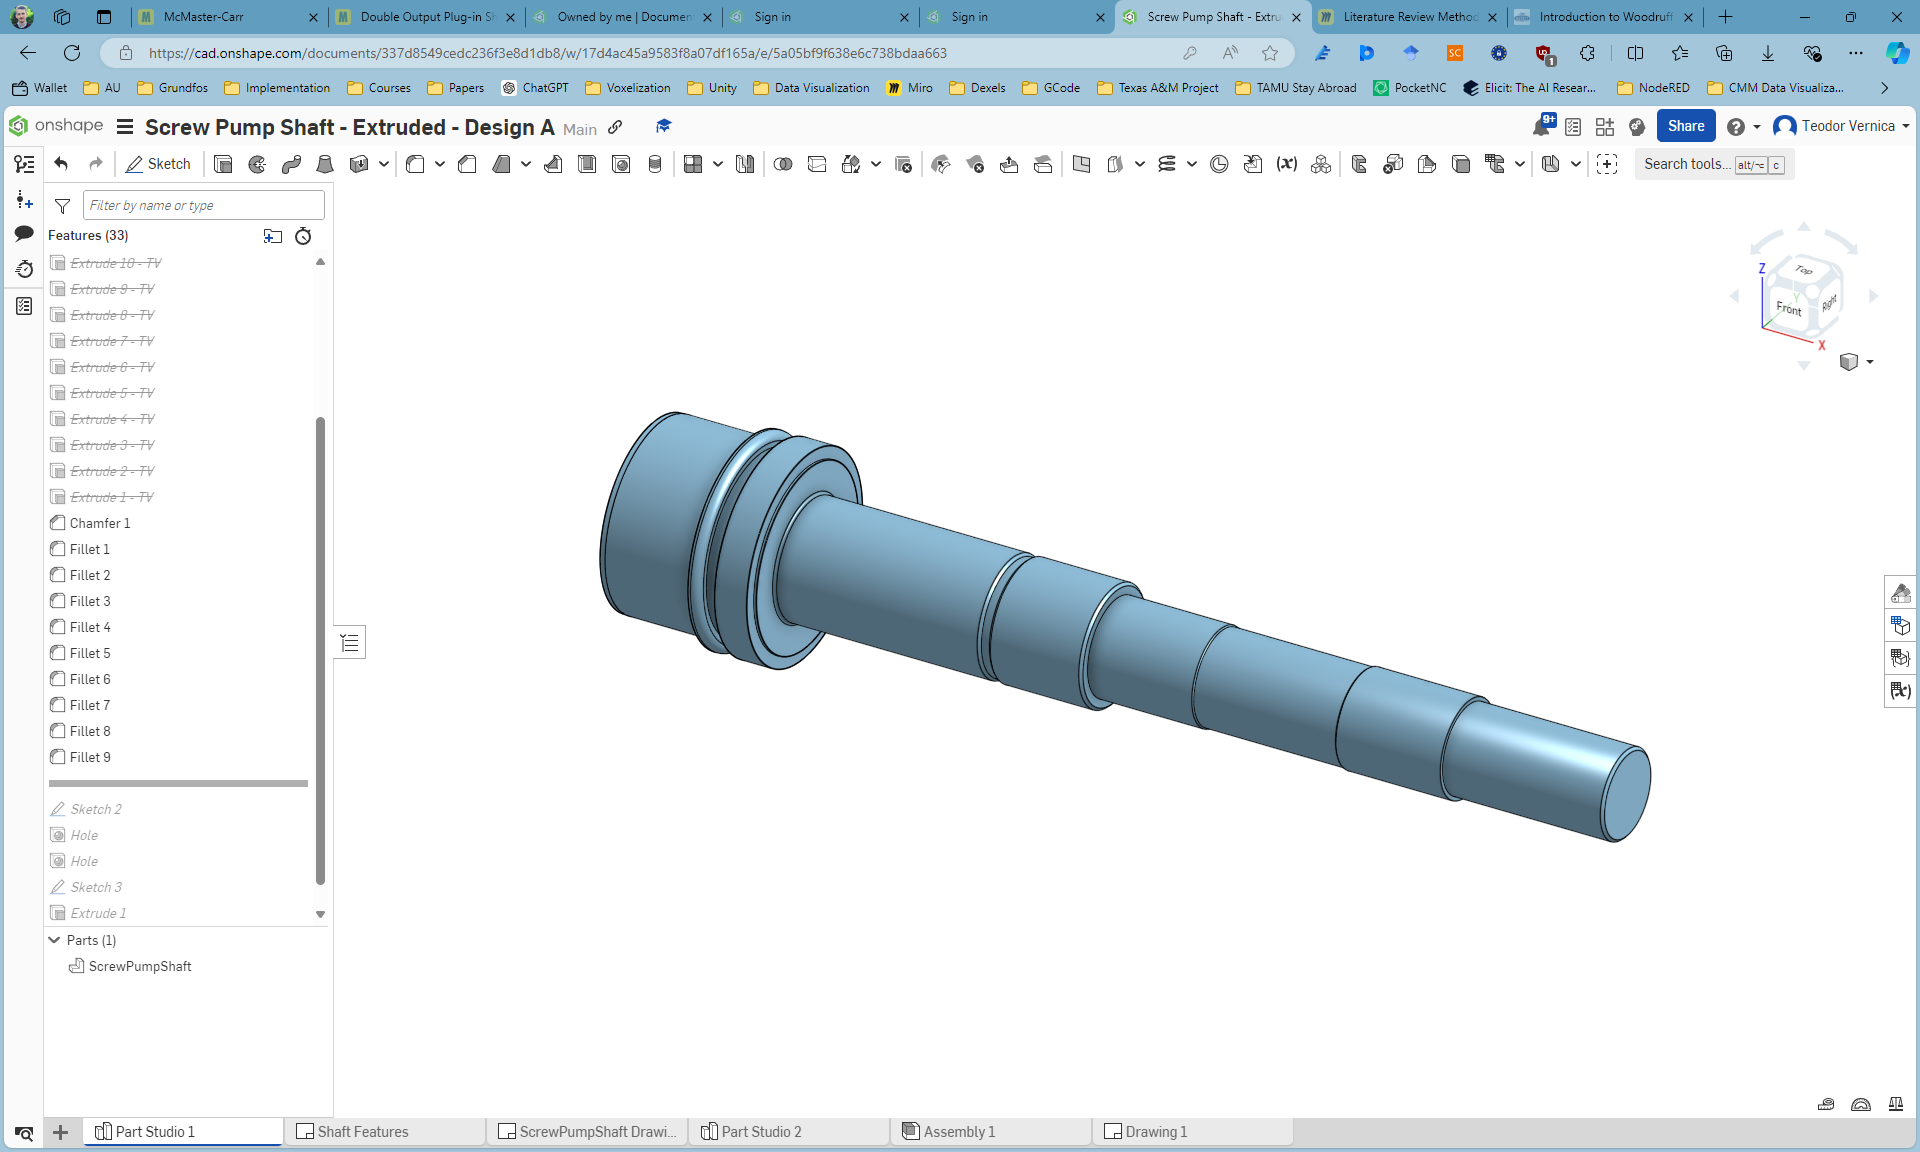 McMaster-Carr
Double Output Plug-in Sh
Owned by me | Documen
Sign in
Sign in
Screw Pump Shaft - Extru
Literature Review Metho
Introduction to Woodruff
https://cad.onshape.com/documents/337d8549cedc236f3e8d1db8/w/17d4ac45a9583f8a07df165a/e/5a05bf9f638e6c738bdaa663
Wallet
AU
Grundfos
Implementation
Courses
Papers
ChatGPT
Voxelization
Unity
Data Visualization
Miro
Dexels
GCode
Texas A&M Project
TAMU Stay Abroad
PocketNC
Elicit: The AI Resear...
NodeRED
CMM Data Visualiza...
onshape
Screw Pump Shaft - Extruded - Design A
Main
9+
Share
Teodor Vernica
Sketch
Search tools... alt/⌥ c
Filter by name or type
Features (33)
Extrude 10 - TV
Extrude 9 - TV
Extrude 8 - TV
Extrude 7 - TV
Extrude 6 - TV
Extrude 5 - TV
Extrude 4 - TV
Extrude 3 - TV
Extrude 2 - TV
Extrude 1 - TV
Chamfer 1
Fillet 1
Fillet 2
Fillet 3
Fillet 4
Fillet 5
Fillet 6
Fillet 7
Fillet 8
Fillet 9
Sketch 2
Hole
Hole
Sketch 3
Extrude 1
Parts (1)
ScrewPumpShaft
Z
Top
Y
Front
Right
X
Part Studio 1
Shaft Features
ScrewPumpShaft Drawi...
Part Studio 2
Assembly 1
Drawing 1